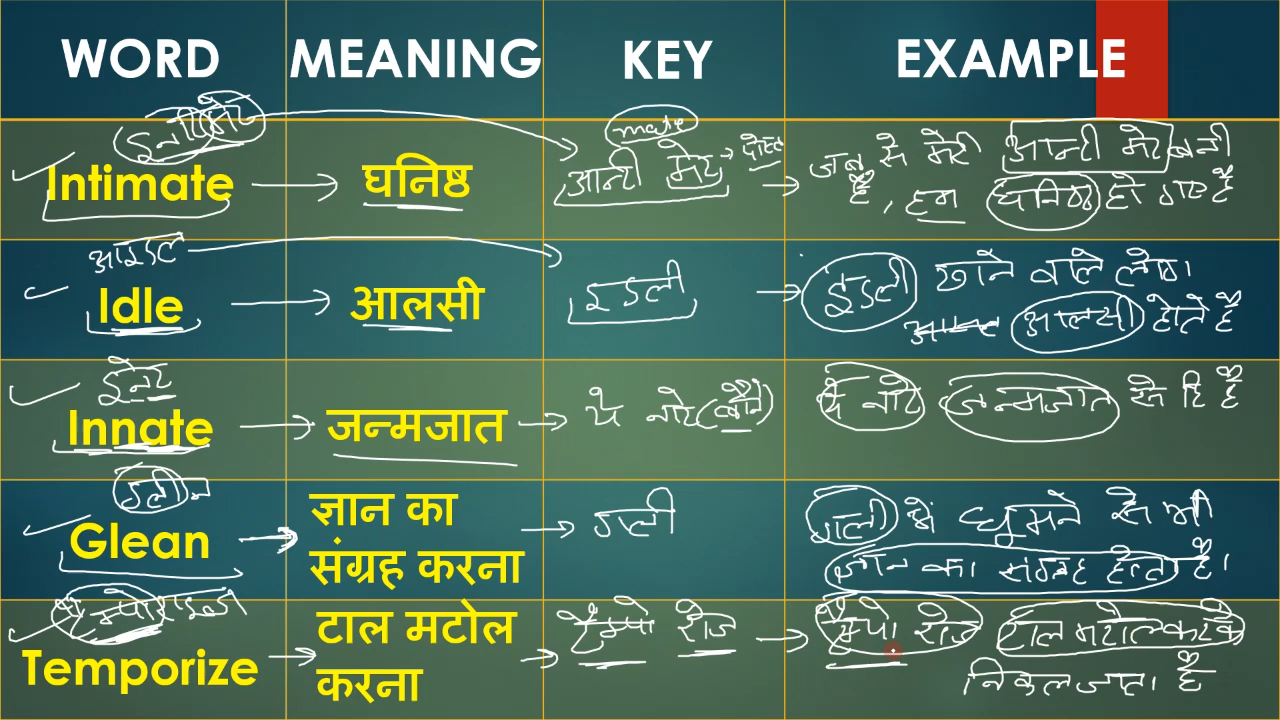 WORD MEANING KEY EXAMPLE
इन्टीमेट
mate
Intimate घनिष्ठ आन्टी मेट → दोस्त जब से मेरी आन्टी मेट बनी
है, हम घनिष्ठ हो गए है
आइडल
Idle आलसी इडली इडली खाने वाले लोग।
आलसी होते है
इनेट
Innate जन्मजात ये नोट ये नोट जन्मजात से हि है
ग्लीन
Glean ज्ञान का गली गली में घुमने से भी
संग्रह करना ज्ञान का संग्रह होता है।
टेम्पोराइज
Temporize टाल मटोल टेम्पो रोज टेम्पो रोज टाल मटोल करके
करना निकल जाता है